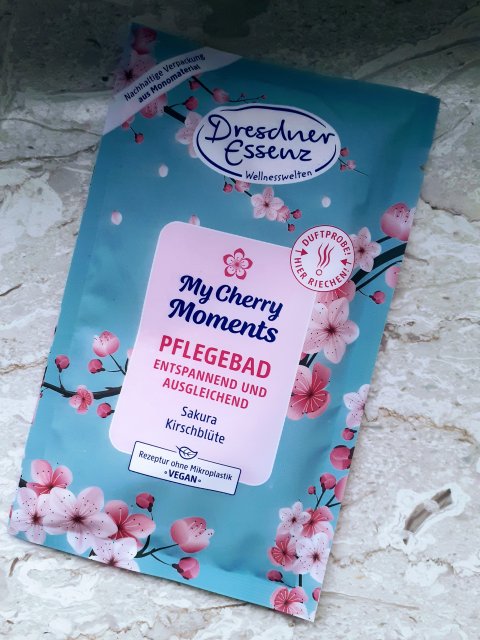 Nachhaltige Verpackung
aus Monomaterial
Dresdner
Essenz
Wellnesswelten
DUFTPROBE!
HIER RIECHEN!
My Cherry
Moments
PFLEGEBAD
ENTSPANNEND UND
AUSGLEICHEND
Sakura
Kirschblüte
Rezeptur ohne Mikroplastik
• VEGAN •